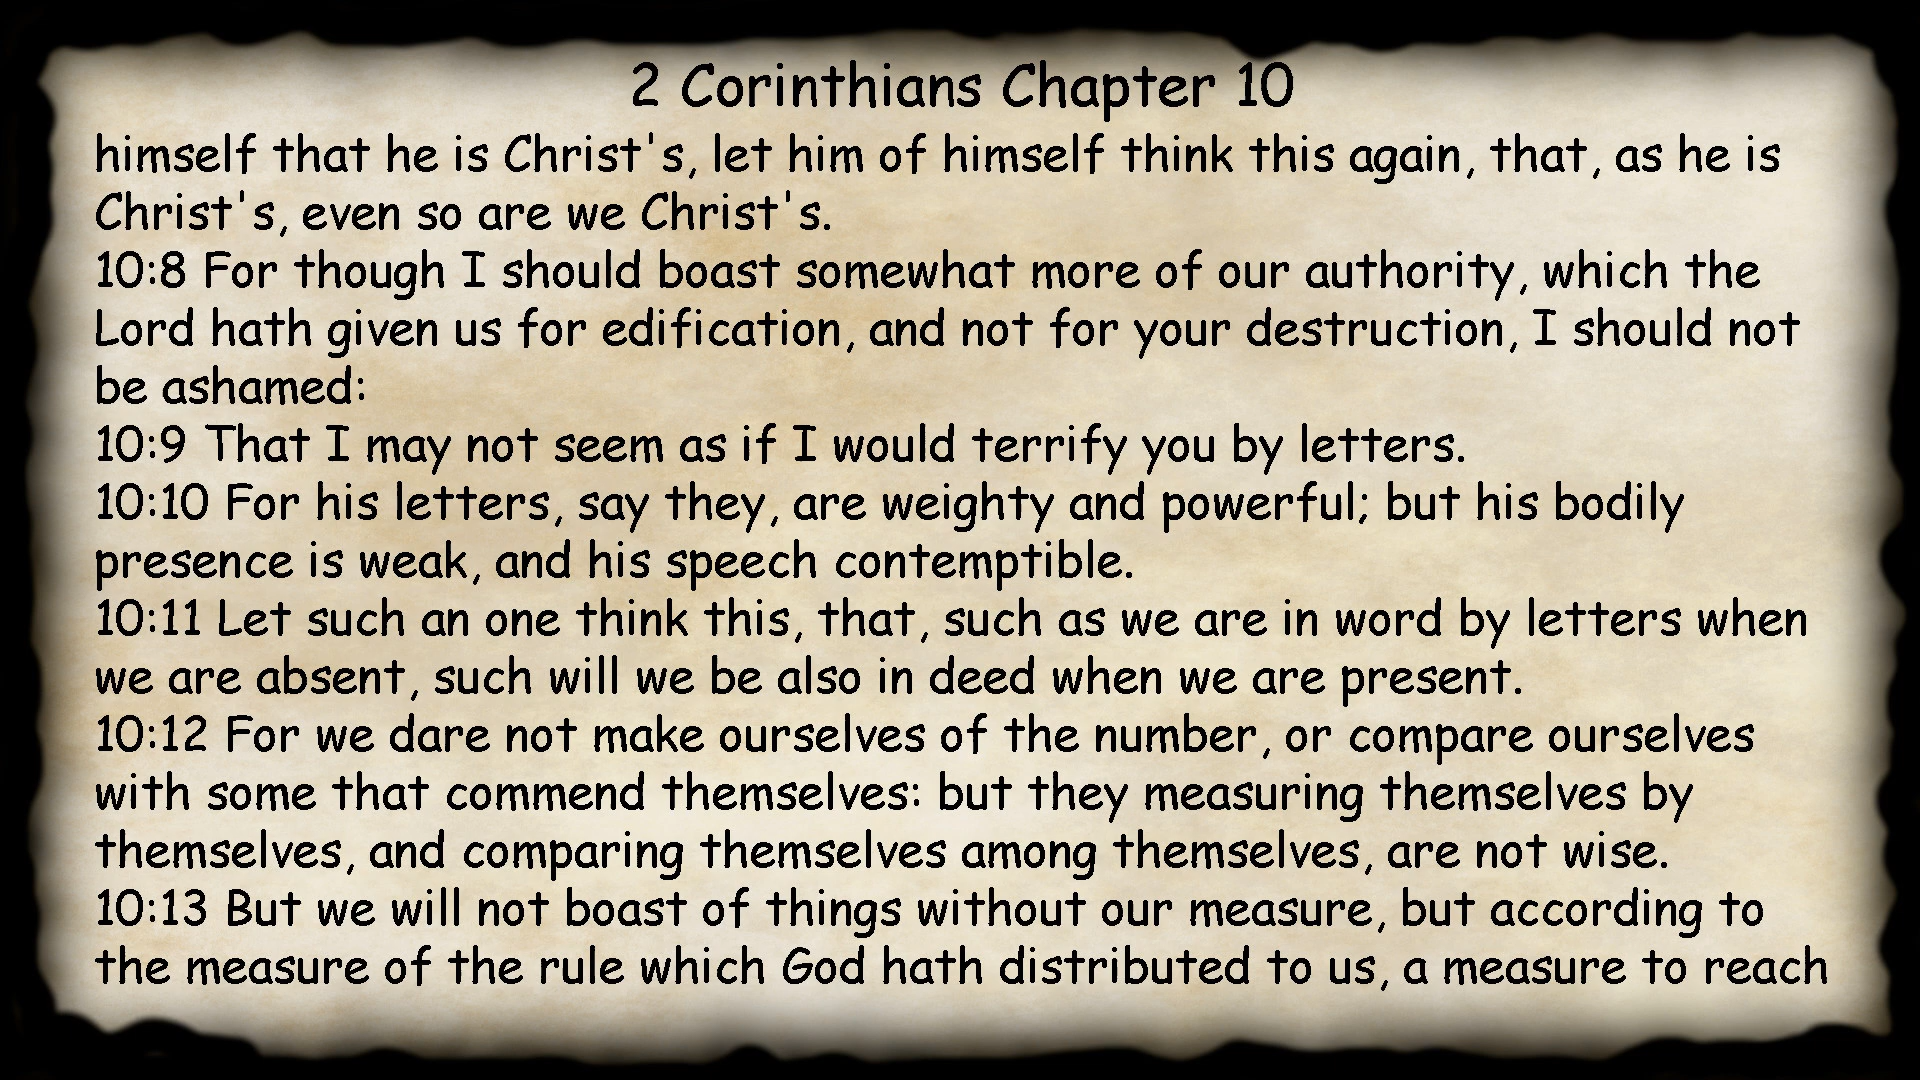 2 Corinthians Chapter 10
himself that he is Christ's, let him of himself think this again, that, as he is
Christ's, even so are we Christ's.
10:8 For though I should boast somewhat more of our authority, which the
Lord hath given us for edification, and not for your destruction, I should not
be ashamed:
10:9 That I may not seem as if I would terrify you by letters.
10:10 For his letters, say they, are weighty and powerful; but his bodily
presence is weak, and his speech contemptible.
10:11 Let such an one think this, that, such as we are in word by letters when
we are absent, such will we be also in deed when we are present.
10:12 For we dare not make ourselves of the number, or compare ourselves
with some that commend themselves: but they measuring themselves by
themselves, and comparing themselves among themselves, are not wise.
10:13 But we will not boast of things without our measure, but according to
the measure of the rule which God hath distributed to us, a measure to reach